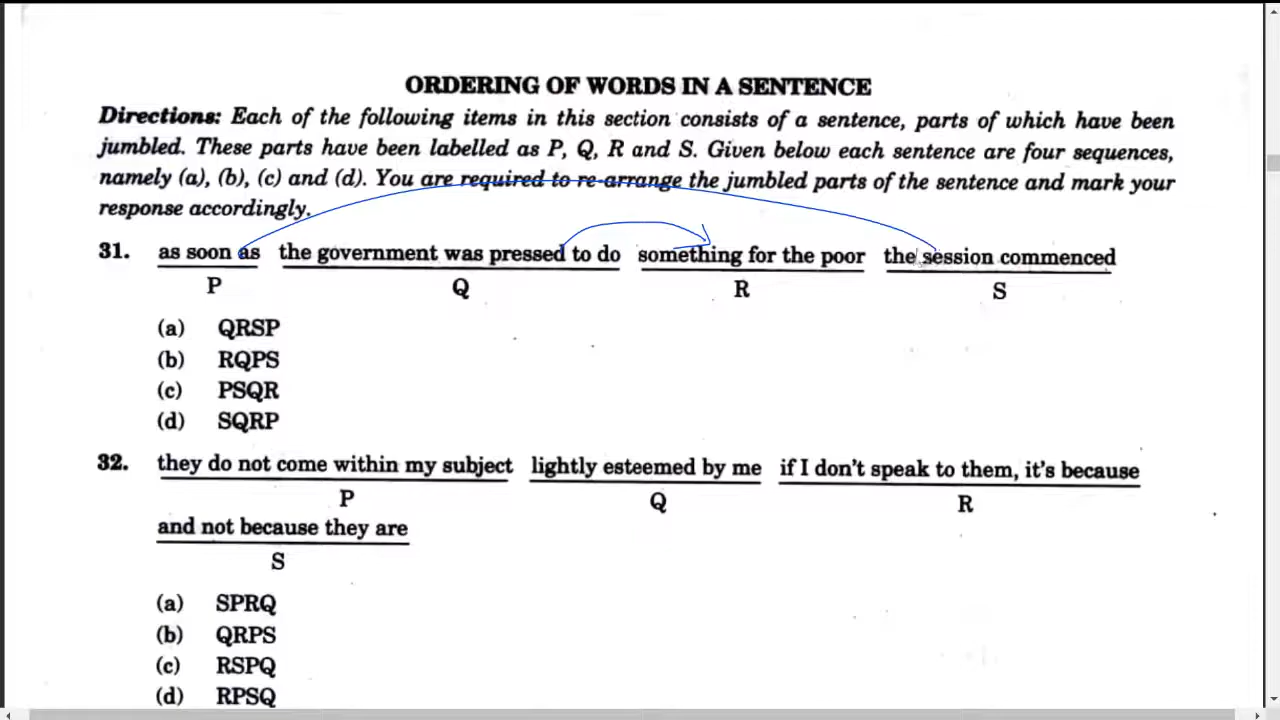 ORDERING OF WORDS IN A SENTENCE
Directions: Each of the following items in this section consists of a sentence, parts of which have been
jumbled. These parts have been labelled as P, Q, R and S. Given below each sentence are four sequences,
namely (a), (b), (c) and (d). You are required to re-arrange the jumbled parts of the sentence and mark your
response accordingly.
31. as soon as the government was pressed to do something for the poor the session commenced
P Q R S
(a) QRSP
(b) RQPS
(c) PSQR
(d) SQRP
32. they do not come within my subject lightly esteemed by me if I don't speak to them, it's because
P Q R
and not because they are
S
(a) SPRQ
(b) QRPS
(c) RSPQ
(d) RPSQ